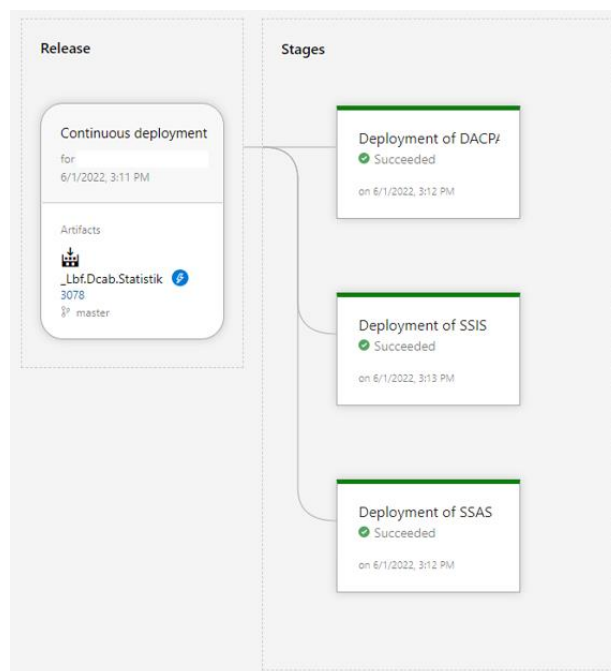 Release
Continuous deployment
for
6/1/2022, 3:11 PM
Artifacts
_Lbf.Dcab.Statistik
3078
master
Stages
Deployment of DACPA
Succeeded
on 6/1/2022, 3:12 PM
Deployment of SSIS
Succeeded
on 6/1/2022, 3:13 PM
Deployment of SSAS
Succeeded
on 6/1/2022, 3:12 PM